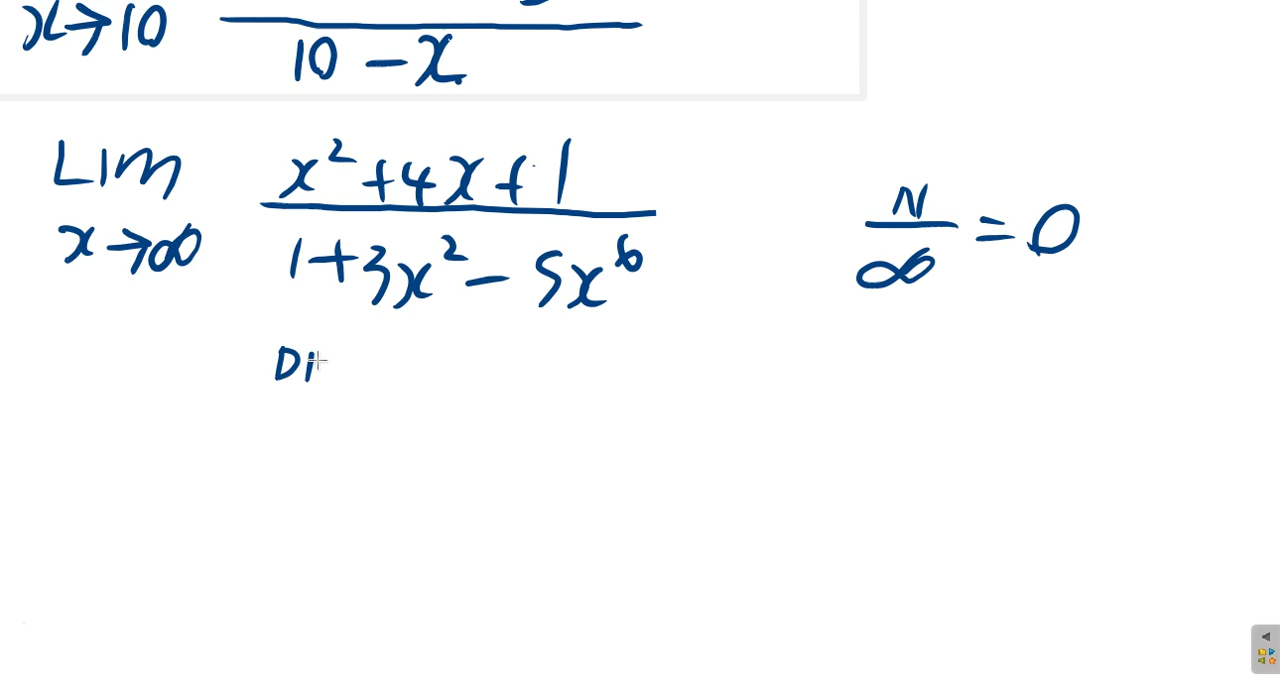 x→10 10 - x
Lim x² + 4x + 1
x→∞ 1 + 3x² - 5x⁶
N/∞ = 0
DI